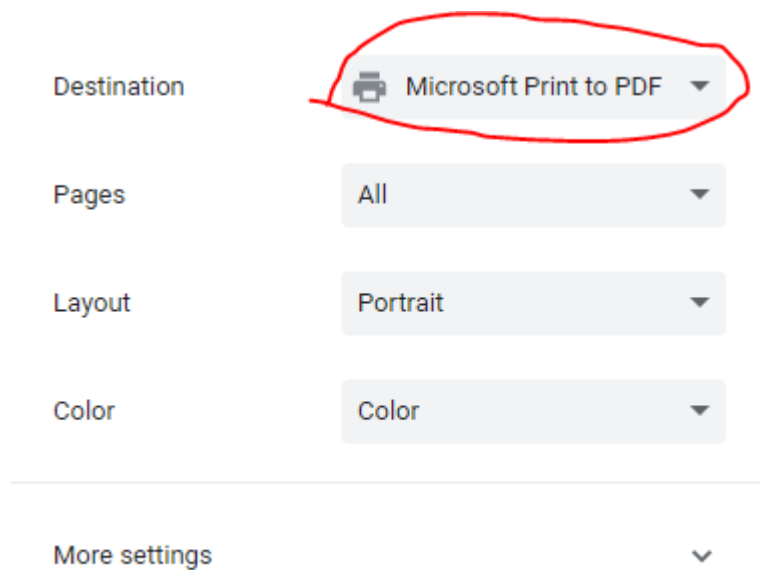 Destination Microsoft Print to PDF
Pages All
Layout Portrait
Color Color
More settings